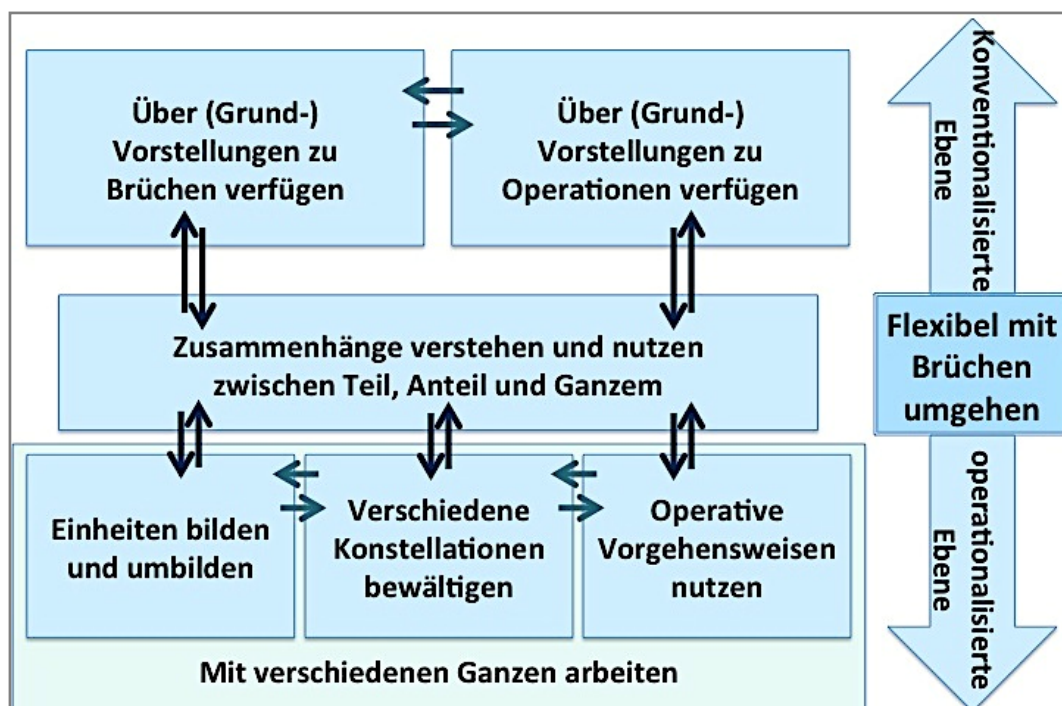 Über (Grund-)
Vorstellungen zu
Brüchen verfügen
Über (Grund-)
Vorstellungen zu
Operationen verfügen
Zusammenhänge verstehen und nutzen
zwischen Teil, Anteil und Ganzem
Einheiten bilden
und umbilden
Verschiedene
Konstellationen
bewältigen
Operative
Vorgehensweisen
nutzen
Mit verschiedenen Ganzen arbeiten
Konventionalisierte
Ebene
Flexibel mit
Brüchen
umgehen
operationalisierte
Ebene